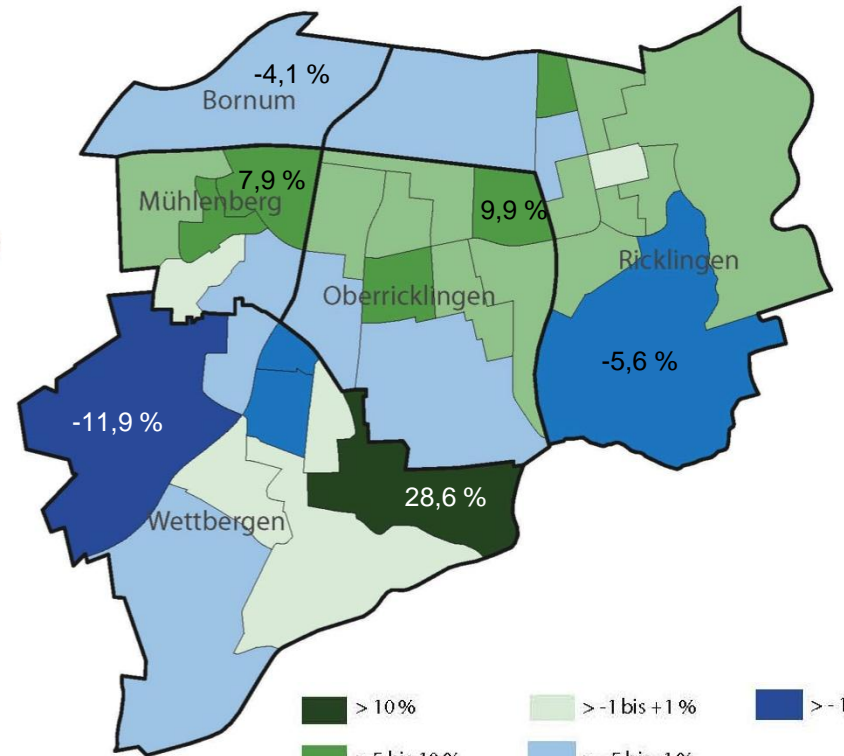 -4,1 %
Bornum
7,9 %
Mühlenberg
9,9 %
Ricklingen
Oberricklingen
-5,6 %
-11,9 %
28,6 %
Wettbergen
> 10 %
> -1 bis +1 %
> - 1